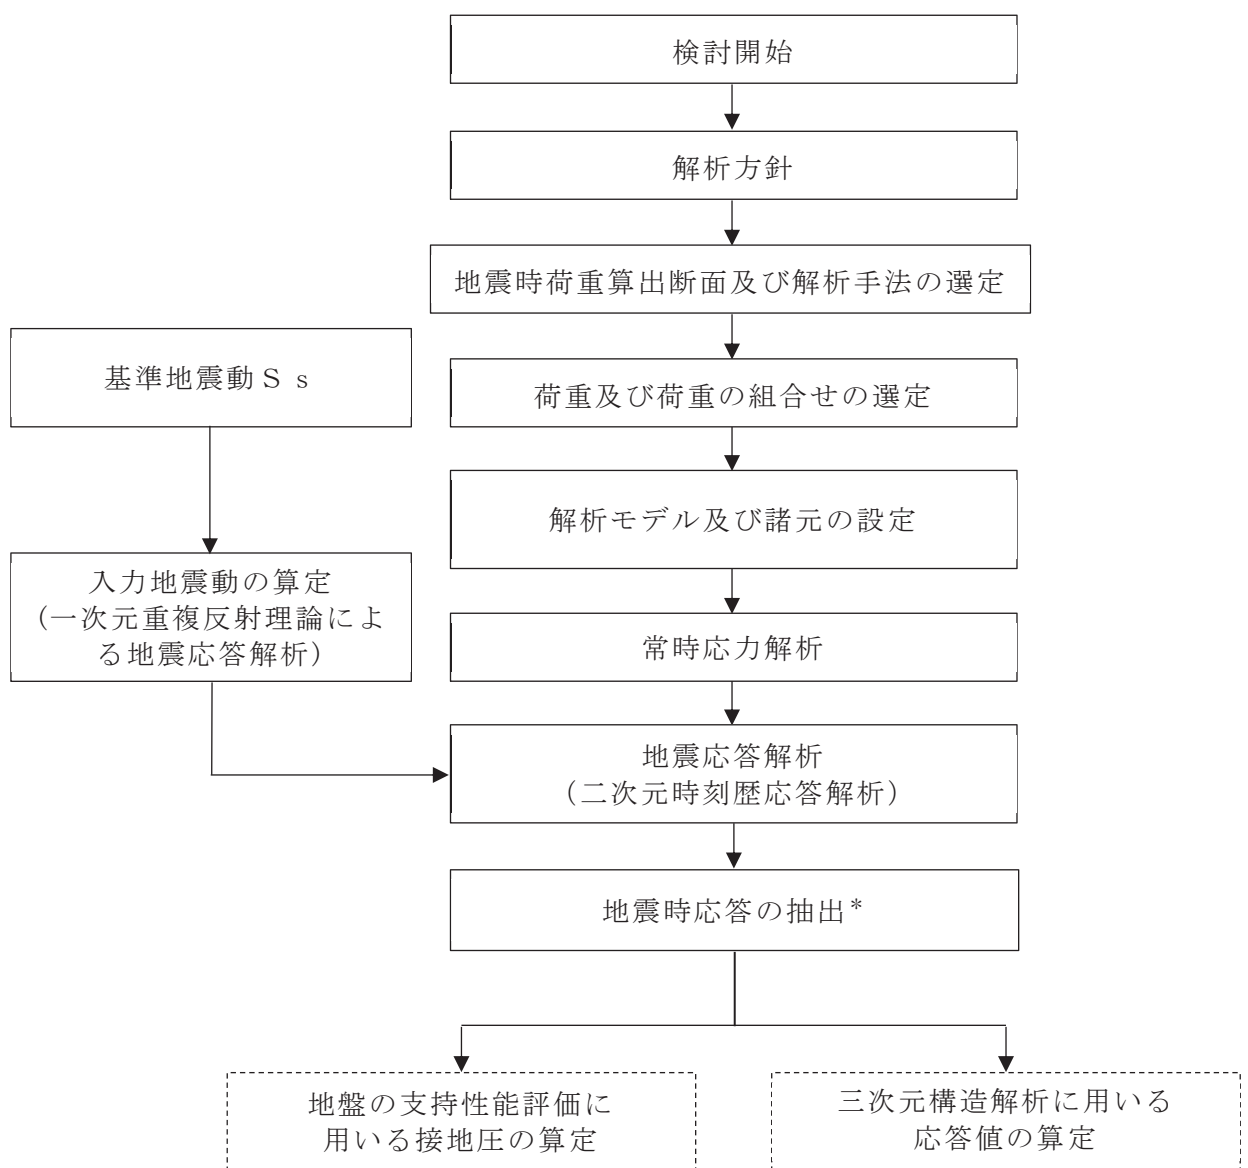 検討開始
解析方針
地震時荷重算出断面及び解析手法の選定
基準地震動Ｓｓ
荷重及び荷重の組合せの選定
解析モデル及び諸元の設定
入力地震動の算定
(一次元重複反射理論によ
る地震応答解析)
常時応力解析
地震応答解析
(二次元時刻歴応答解析)
地震時応答の抽出*
地盤の支持性能評価に
用いる接地圧の算定
三次元構造解析に用いる
応答値の算定